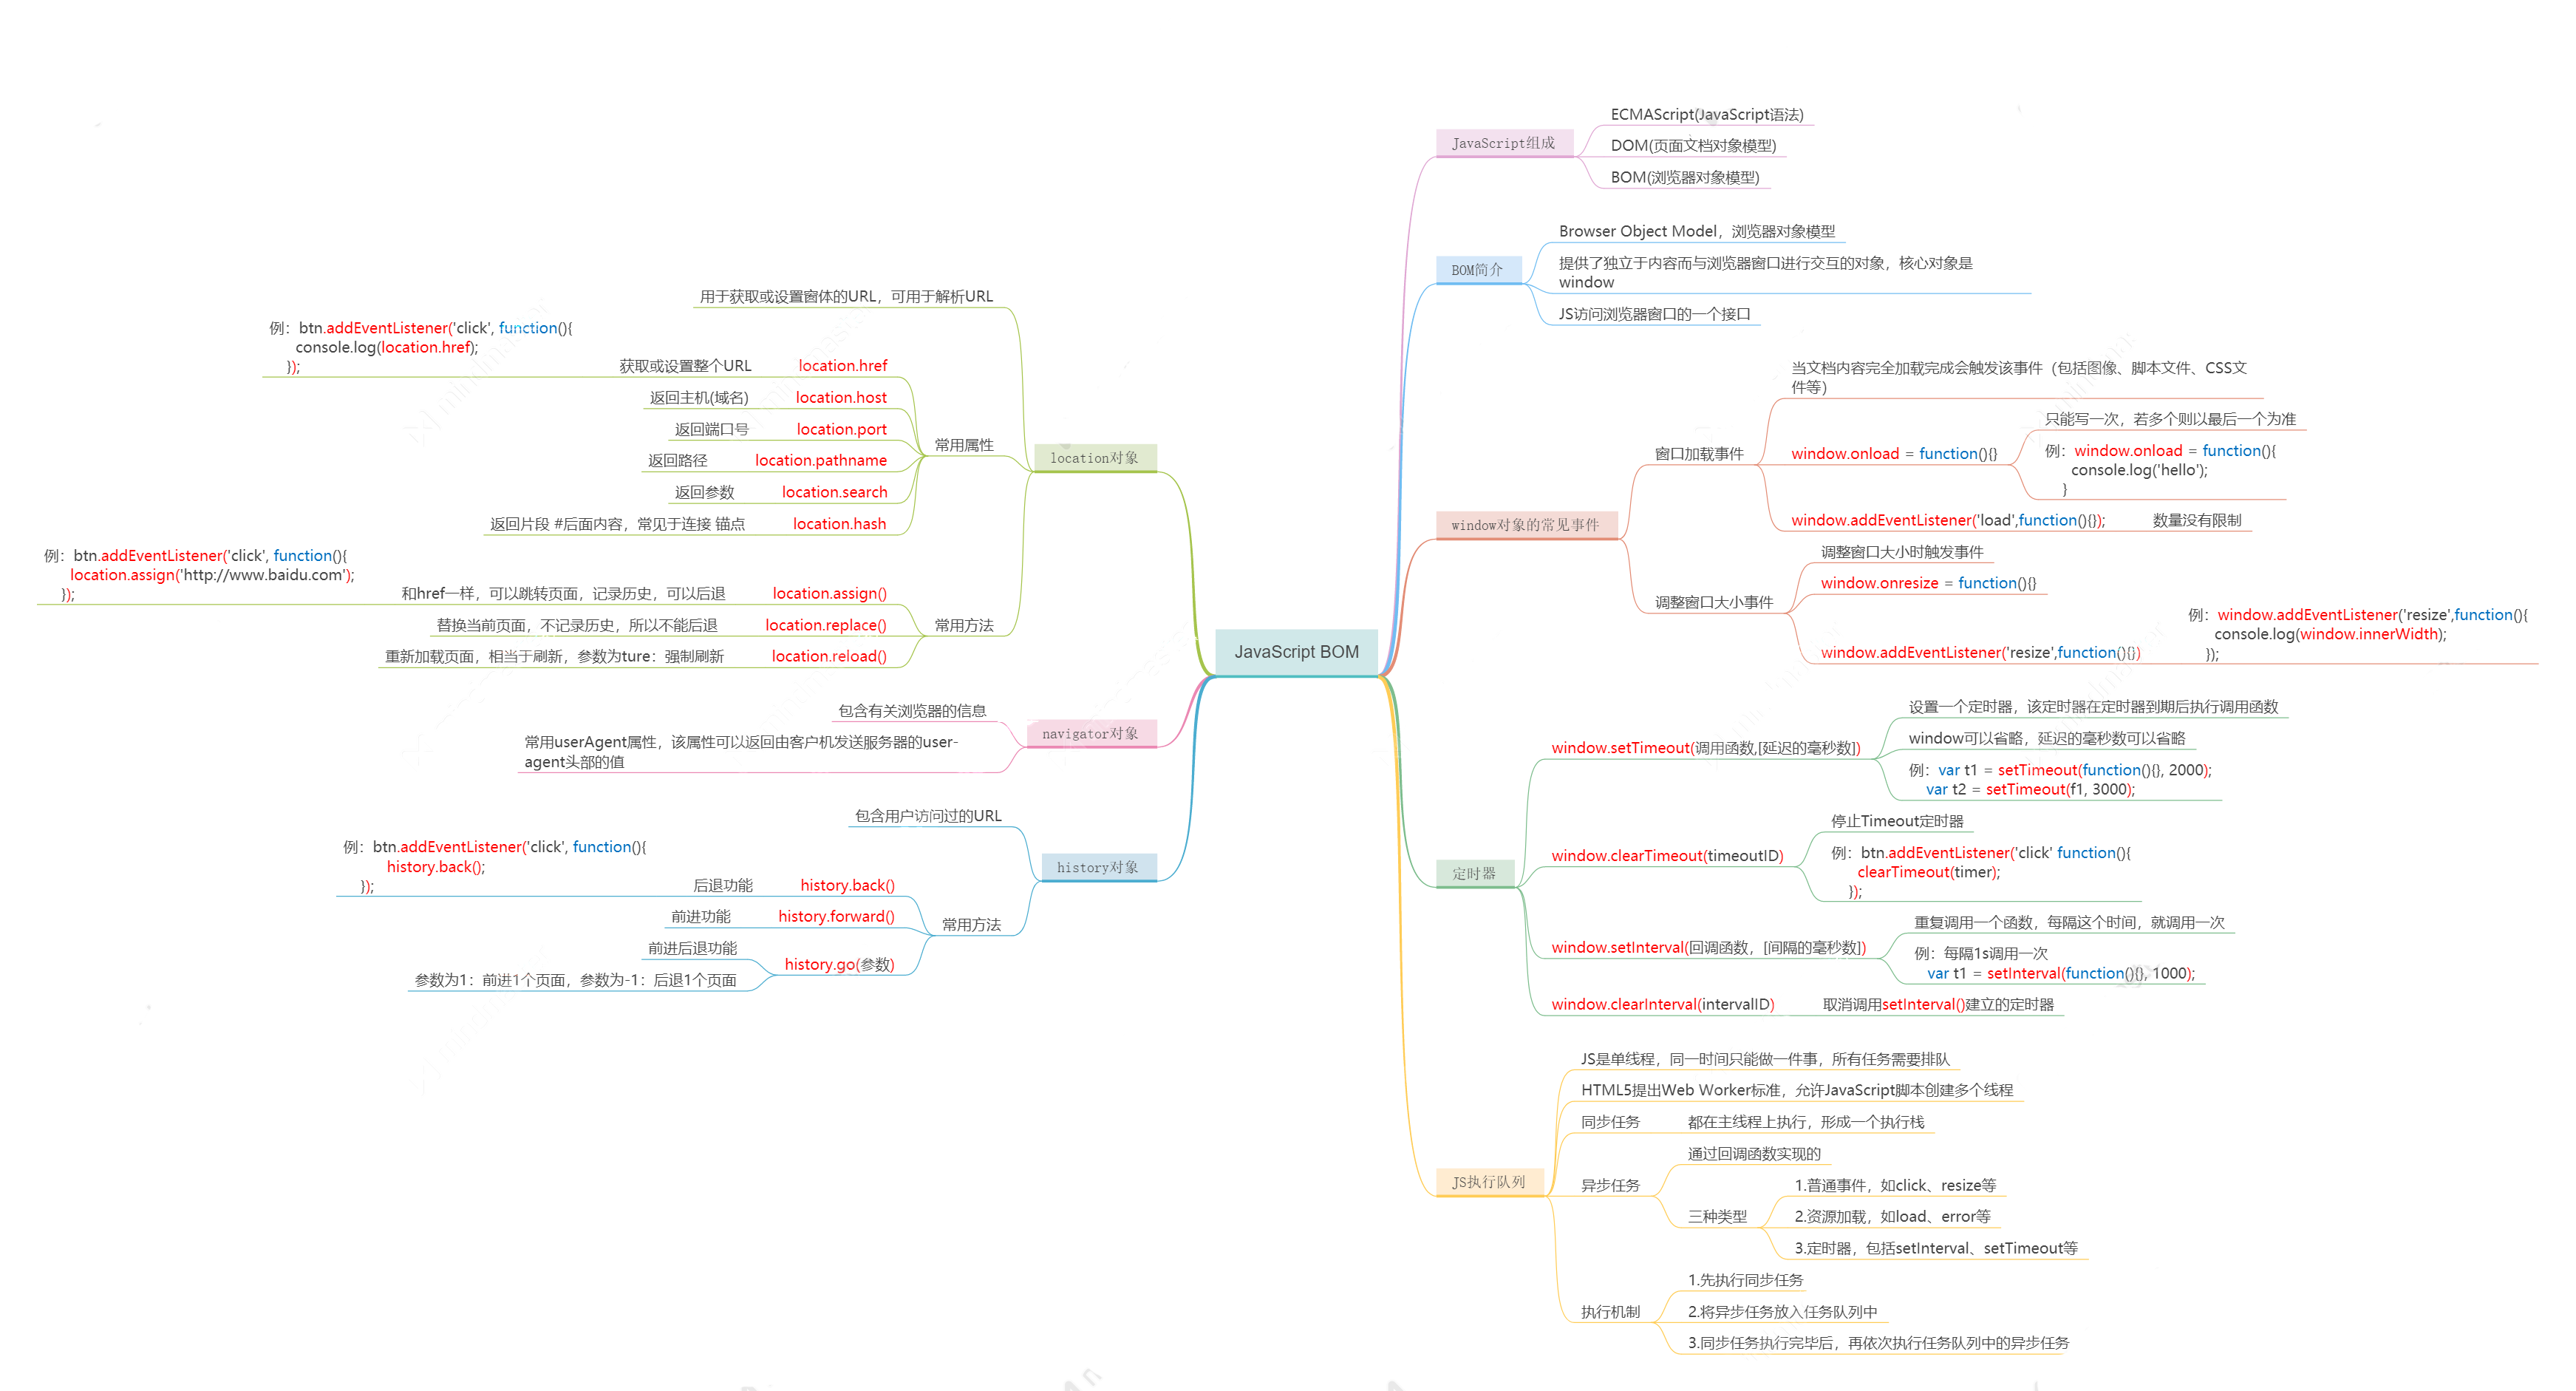 JavaScript BOM
JavaScript组成
ECMAScript(JavaScript语法)
DOM(页面文档对象模型)
BOM(浏览器对象模型)
BOM简介
Browser Object Model，浏览器对象模型
提供了独立于内容而与浏览器窗口进行交互的对象，核心对象是
window
JS访问浏览器窗口的一个接口
window对象的常见事件
窗口加载事件
当文档内容完全加载完成会触发该事件（包括图像、脚本文件、CSS文
件等）
window.onload = function(){}
只能写一次，若多个则以最后一个为准
例：window.onload = function(){
console.log('hello');
}
window.addEventListener('load',function(){});
数量没有限制
调整窗口大小事件
调整窗口大小时触发事件
window.onresize = function(){}
window.addEventListener('resize',function(){})
例：window.addEventListener('resize',function(){
console.log(window.innerWidth);
});
定时器
window.setTimeout(调用函数,[延迟的毫秒数])
设置一个定时器，该定时器在定时器到期后执行调用函数
window可以省略，延迟的毫秒数可以省略
例：var t1 = setTimeout(function(){}, 2000);
var t2 = setTimeout(f1, 3000);
window.clearTimeout(timeoutID)
停止Timeout定时器
例：btn.addEventListener('click' function(){
clearTimeout(timer);
});
window.setInterval(回调函数，[间隔的毫秒数])
重复调用一个函数，每隔这个时间，就调用一次
例：每隔1s调用一次
var t1 = setInterval(function(){}, 1000);
window.clearInterval(intervalID)
取消调用setInterval()建立的定时器
JS执行队列
JS是单线程，同一时间只能做一件事，所有任务需要排队
HTML5提出Web Worker标准，允许JavaScript脚本创建多个线程
同步任务
都在主线程上执行，形成一个执行栈
异步任务
通过回调函数实现的
三种类型
1.普通事件，如click、resize等
2.资源加载，如load、error等
3.定时器，包括setInterval、setTimeout等
执行机制
1.先执行同步任务
2.将异步任务放入任务队列中
3.同步任务执行完毕后，再依次执行任务队列中的异步任务
location对象
用于获取或设置窗体的URL，可用于解析URL
常用属性
location.href
获取或设置整个URL
例：btn.addEventListener('click', function(){
console.log(location.href);
});
location.host
返回主机(域名)
location.port
返回端口号
location.pathname
返回路径
location.search
返回参数
location.hash
返回片段 #后面内容，常见于连接 锚点
常用方法
location.assign()
和href一样，可以跳转页面，记录历史，可以后退
例：btn.addEventListener('click', function(){
location.assign('http://www.baidu.com');
});
location.replace()
替换当前页面，不记录历史，所以不能后退
location.reload()
重新加载页面，相当于刷新，参数为ture：强制刷新
navigator对象
包含有关浏览器的信息
常用userAgent属性，该属性可以返回由客户机发送服务器的user-
agent头部的值
history对象
包含用户访问过的URL
常用方法
history.back()
后退功能
例：btn.addEventListener('click', function(){
history.back();
});
history.forward()
前进功能
history.go(参数)
前进后退功能
参数为1：前进1个页面，参数为-1：后退1个页面